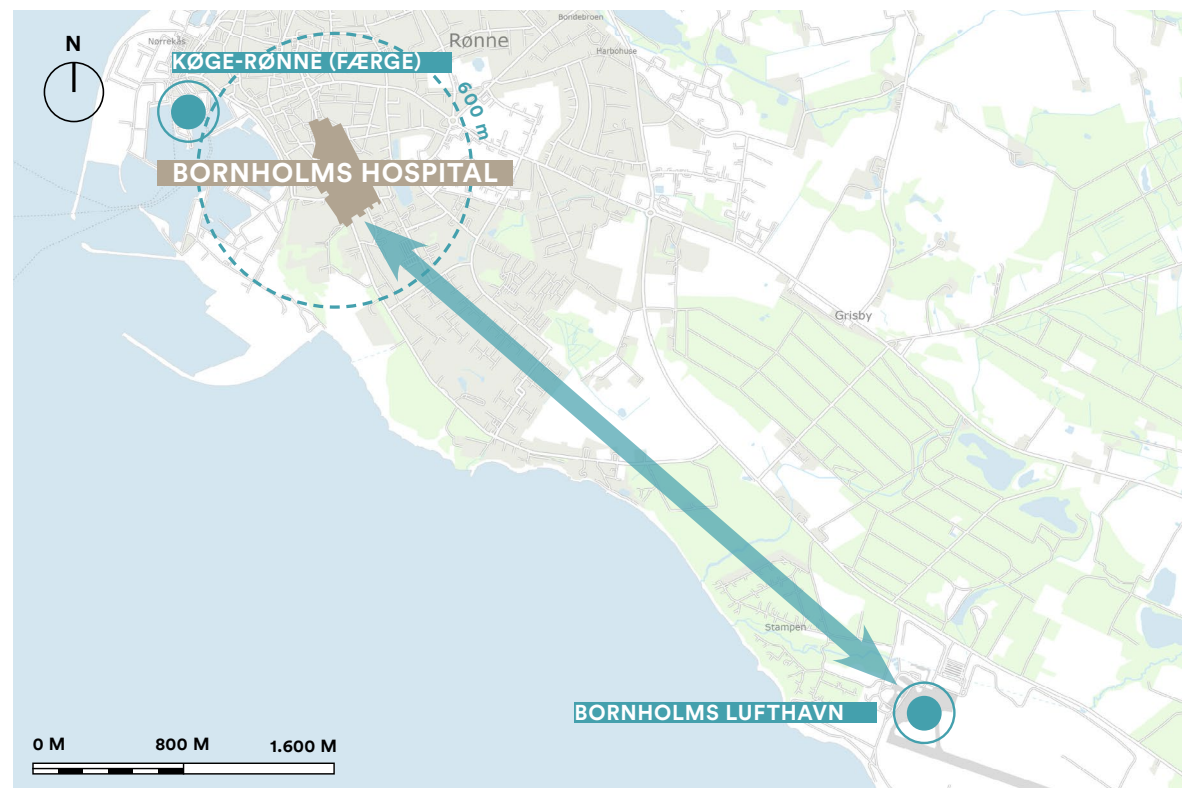 Bondebroen
Nørrekås
N
Rønne
Harbohuse
KØGE-RØNNE (FÆRGE)
600 m
BORNHOLMS HOSPITAL
Grisby
Stampen
BORNHOLMS LUFTHAVN
0 M 800 M 1.600 M